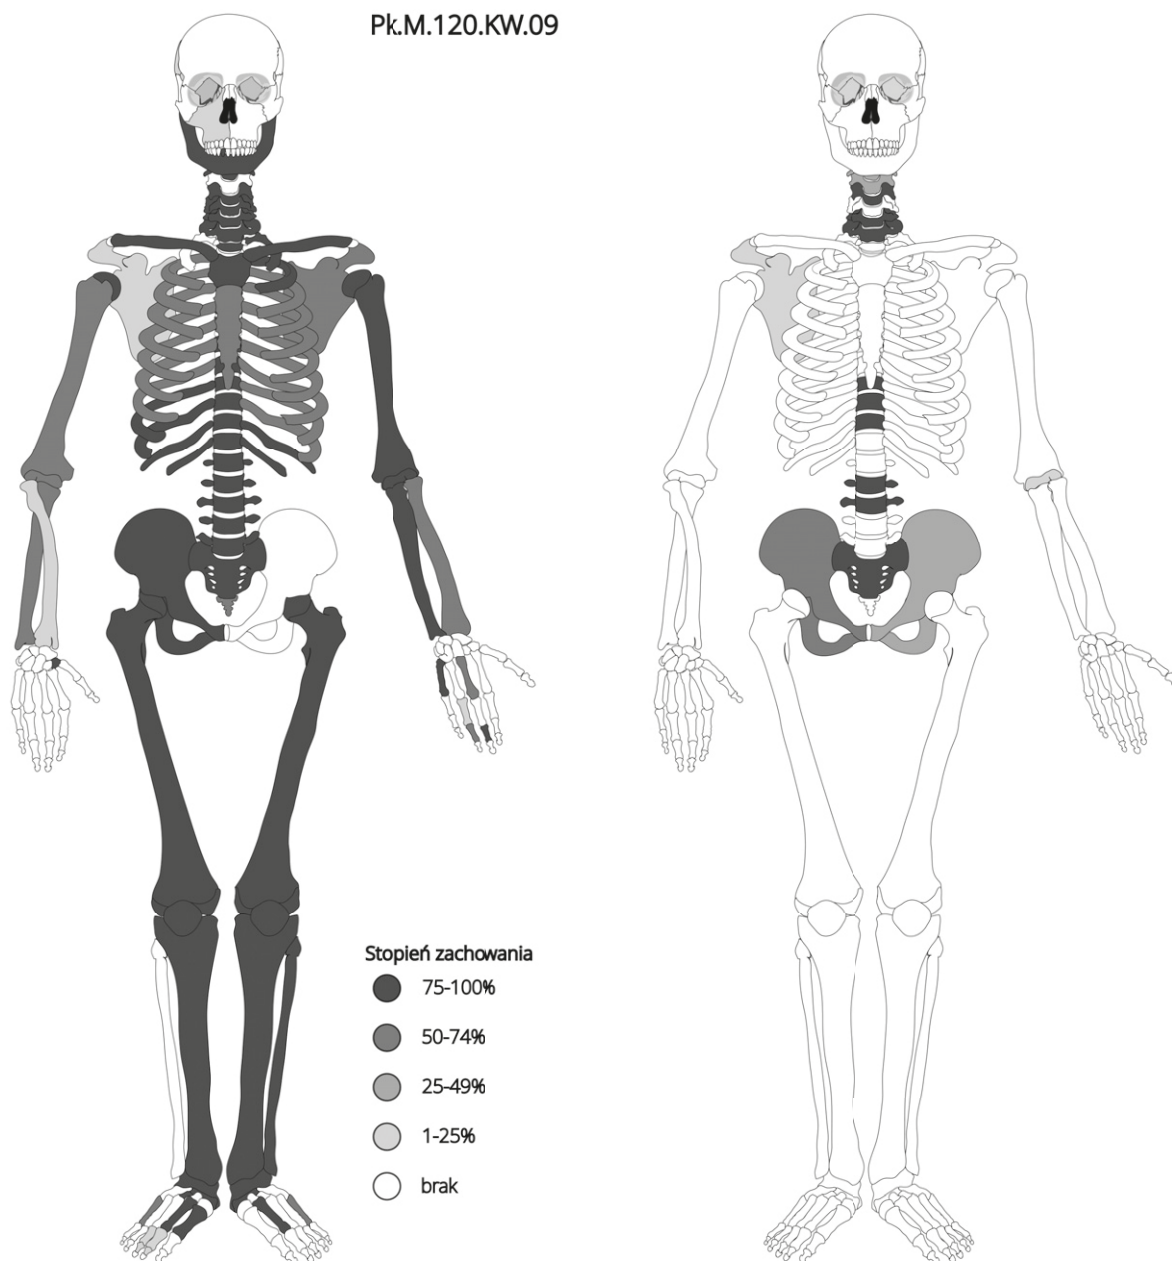 Pk.M.120.KW.09
Stopień zachowania
75-100%
50-74%
25-49%
1-25%
brak